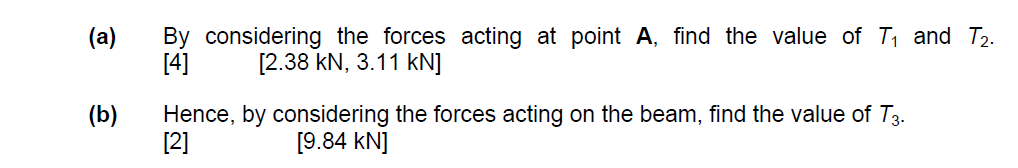 (a) By considering the forces acting at point A, find the value of T1 and T2.
[4] [2.38 kN, 3.11 kN]
(b) Hence, by considering the forces acting on the beam, find the value of T3.
[2] [9.84 kN]